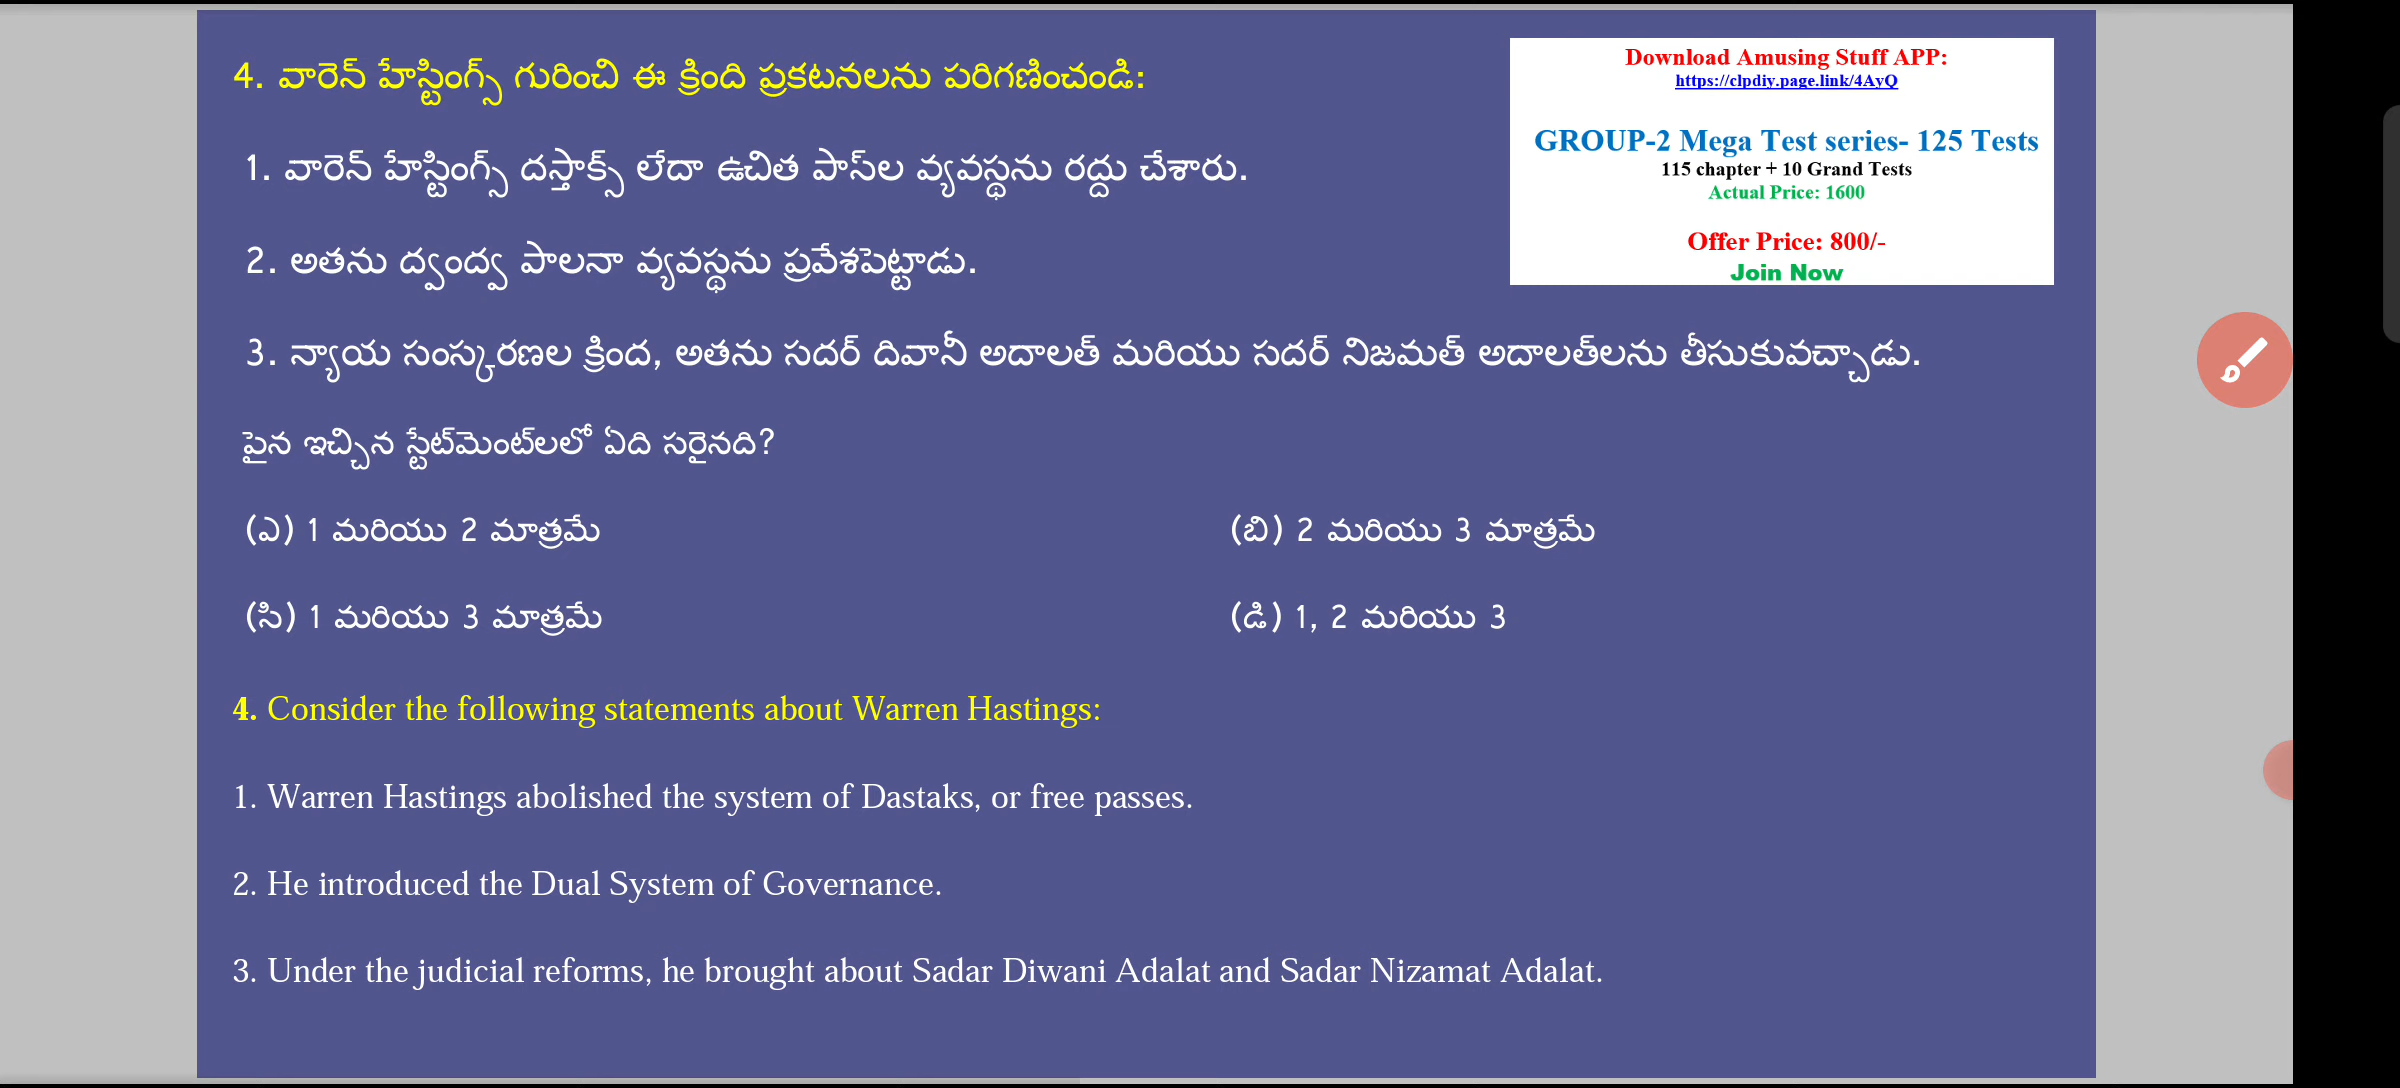 4. వారెన్ హేస్టింగ్స్ గురించి ఈ క్రింది ప్రకటనలను పరిగణించండి:
Download Amusing Stuff APP:
https://clpdiy.page.link/4AyQ
GROUP-2 Mega Test series- 125 Tests
115 chapter + 10 Grand Tests
Actual Price: 1600
Offer Price: 800/-
Join Now
1. వారెన్ హేస్టింగ్స్ దస్తాక్స్ లేదా ఉచిత పాస్‌ల వ్యవస్థను రద్దు చేశారు.
2. అతను ద్వంద్వ పాలనా వ్యవస్థను ప్రవేశపెట్టాడు.
3. న్యాయ సంస్కరణల క్రింద, అతను సదర్ దివానీ అదాలత్ మరియు సదర్ నిజమత్ అదాలత్‌లను తీసుకువచ్చాడు.
పైన ఇచ్చిన స్టేట్‌మెంట్‌లలో ఏది సరైనది?
(ఎ) 1 మరియు 2 మాత్రమే (బి) 2 మరియు 3 మాత్రమే
(సి) 1 మరియు 3 మాత్రమే (డి) 1, 2 మరియు 3
4. Consider the following statements about Warren Hastings:
1. Warren Hastings abolished the system of Dastaks, or free passes.
2. He introduced the Dual System of Governance.
3. Under the judicial reforms, he brought about Sadar Diwani Adalat and Sadar Nizamat Adalat.